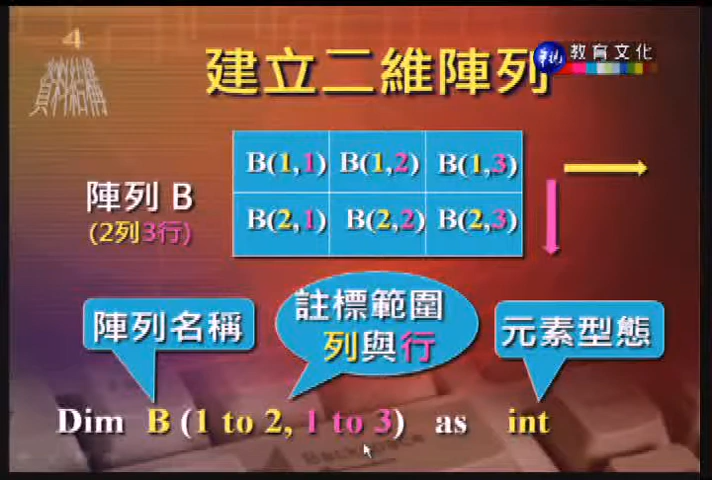 4
資料結構
建立二維陣列
華視 教育文化
B(1,1) B(1,2) B(1,3)
陣列 B
(2列3行)
B(2,1) B(2,2) B(2,3)
陣列名稱
註標範圍
列與行
元素型態
Dim B (1 to 2, 1 to 3) as int